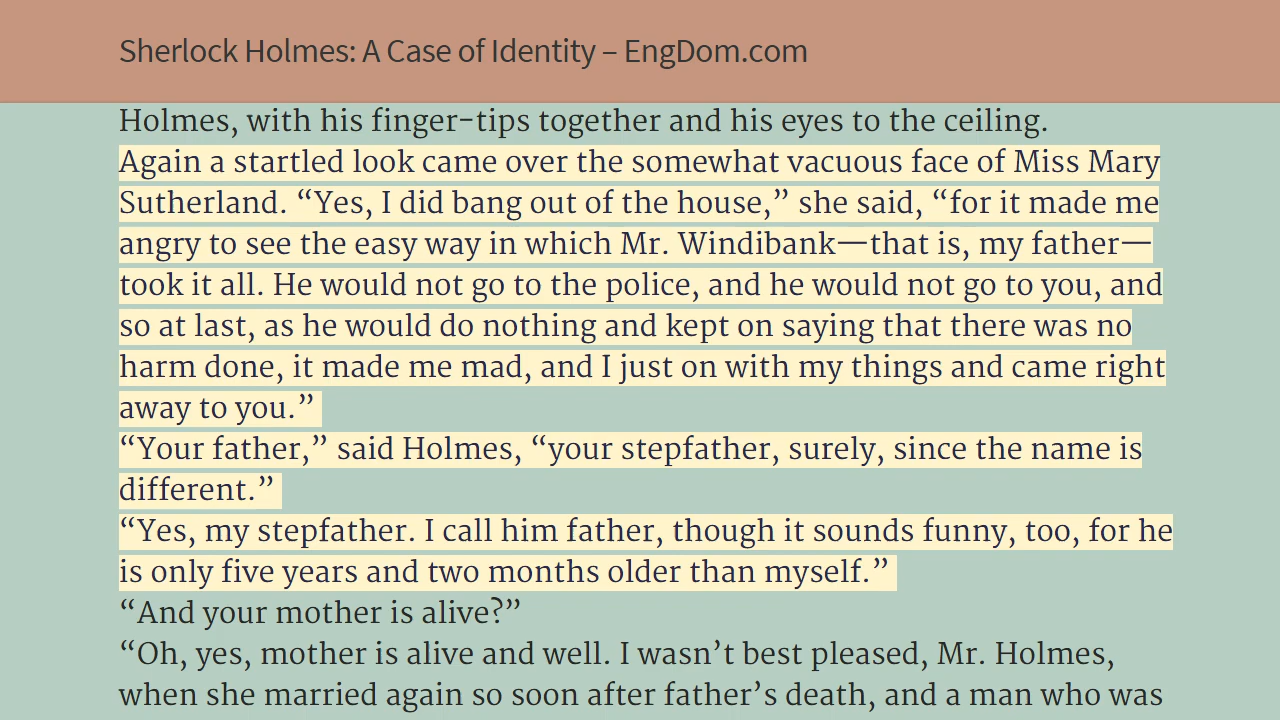 Sherlock Holmes: A Case of Identity – EngDom.com
Holmes, with his finger-tips together and his eyes to the ceiling.
Again a startled look came over the somewhat vacuous face of Miss Mary
Sutherland. “Yes, I did bang out of the house,” she said, “for it made me
angry to see the easy way in which Mr. Windibank—that is, my father—
took it all. He would not go to the police, and he would not go to you, and
so at last, as he would do nothing and kept on saying that there was no
harm done, it made me mad, and I just on with my things and came right
away to you.”
“Your father,” said Holmes, “your stepfather, surely, since the name is
different.”
“Yes, my stepfather. I call him father, though it sounds funny, too, for he
is only five years and two months older than myself.”
“And your mother is alive?”
“Oh, yes, mother is alive and well. I wasn’t best pleased, Mr. Holmes,
when she married again so soon after father’s death, and a man who was